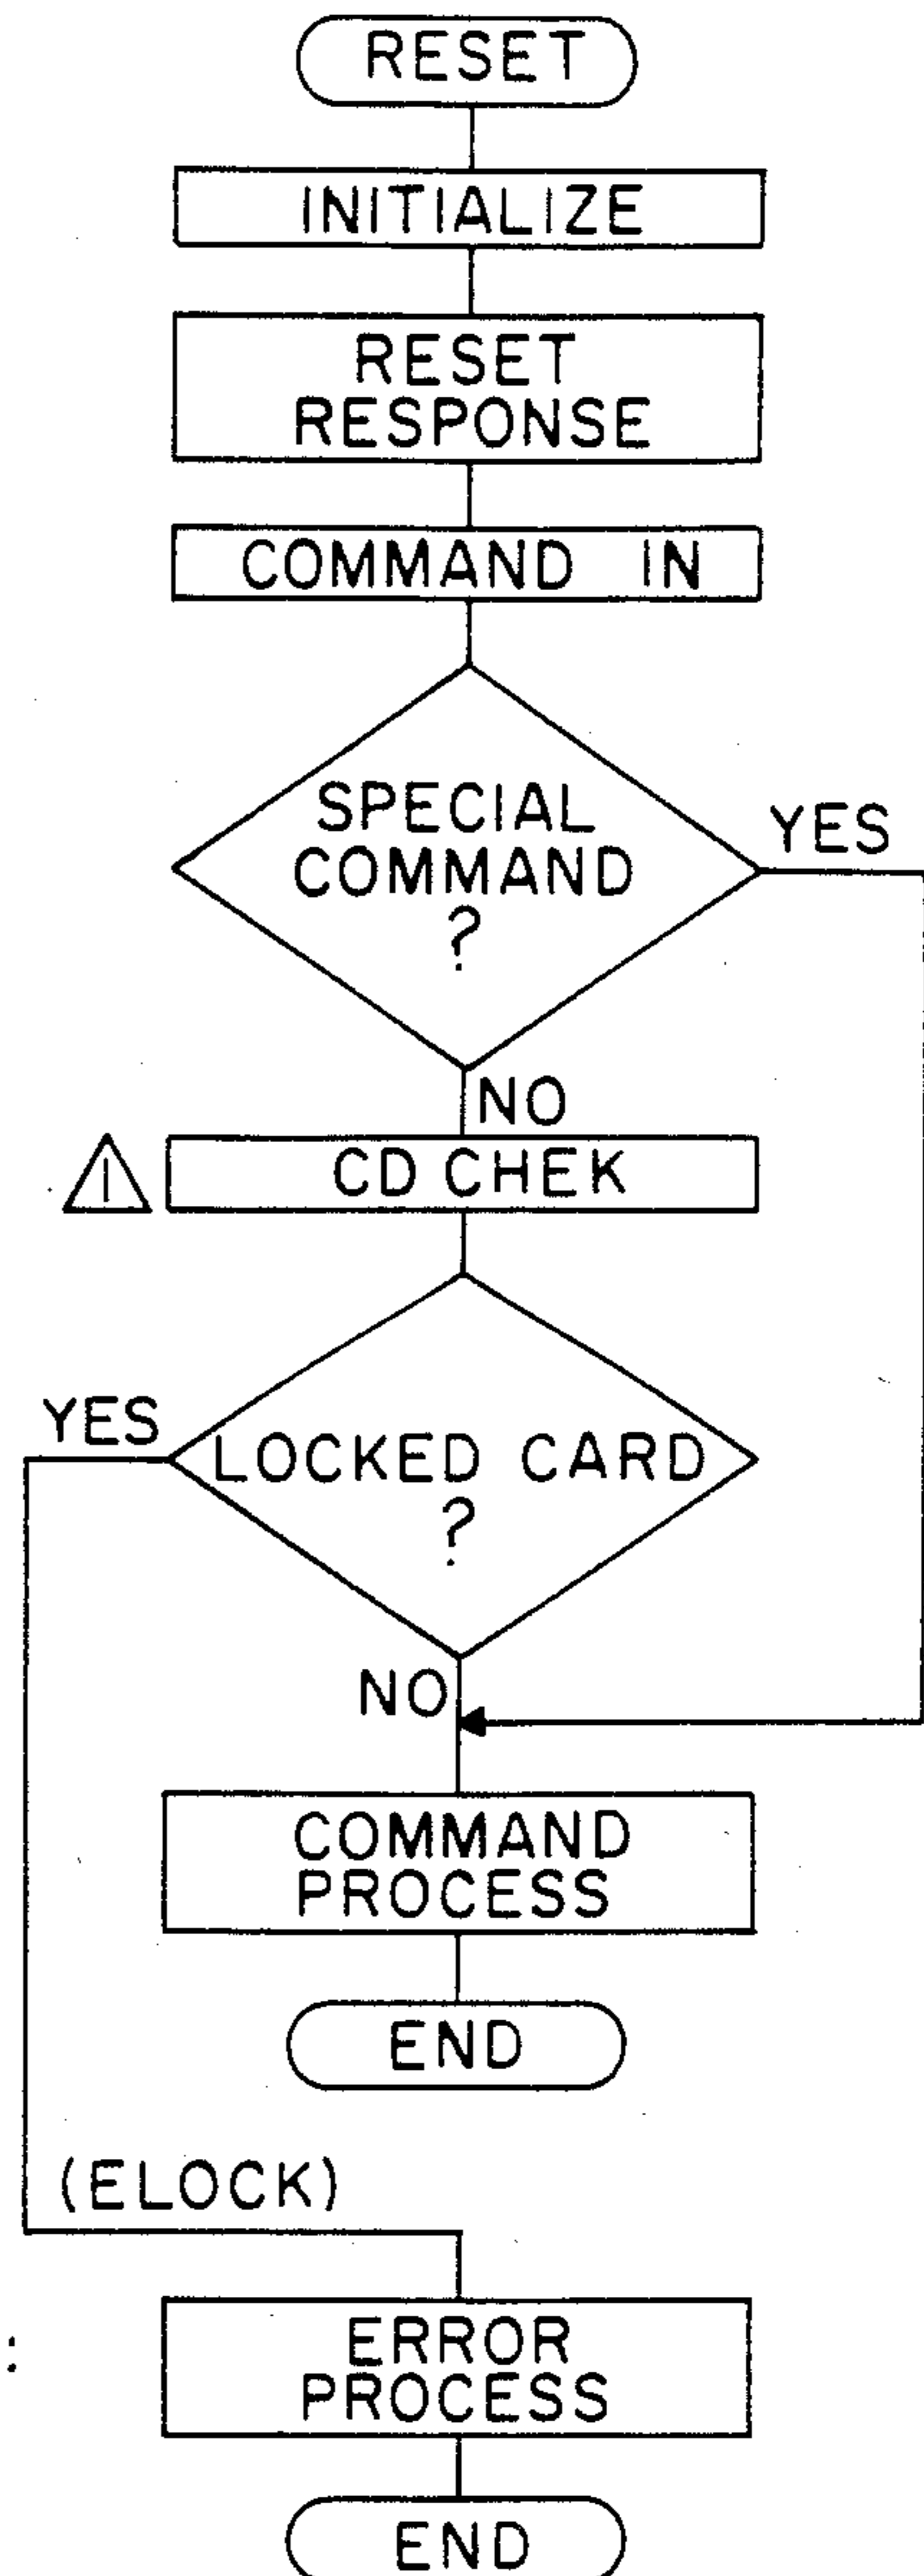 RESET
INITIALIZE
RESET
RESPONSE
COMMAND IN
SPECIAL
COMMAND
?
YES
NO
1
CD CHEK
YES
LOCKED CARD
?
NO
COMMAND
PROCESS
END
(ELOCK)
ERROR
PROCESS
END